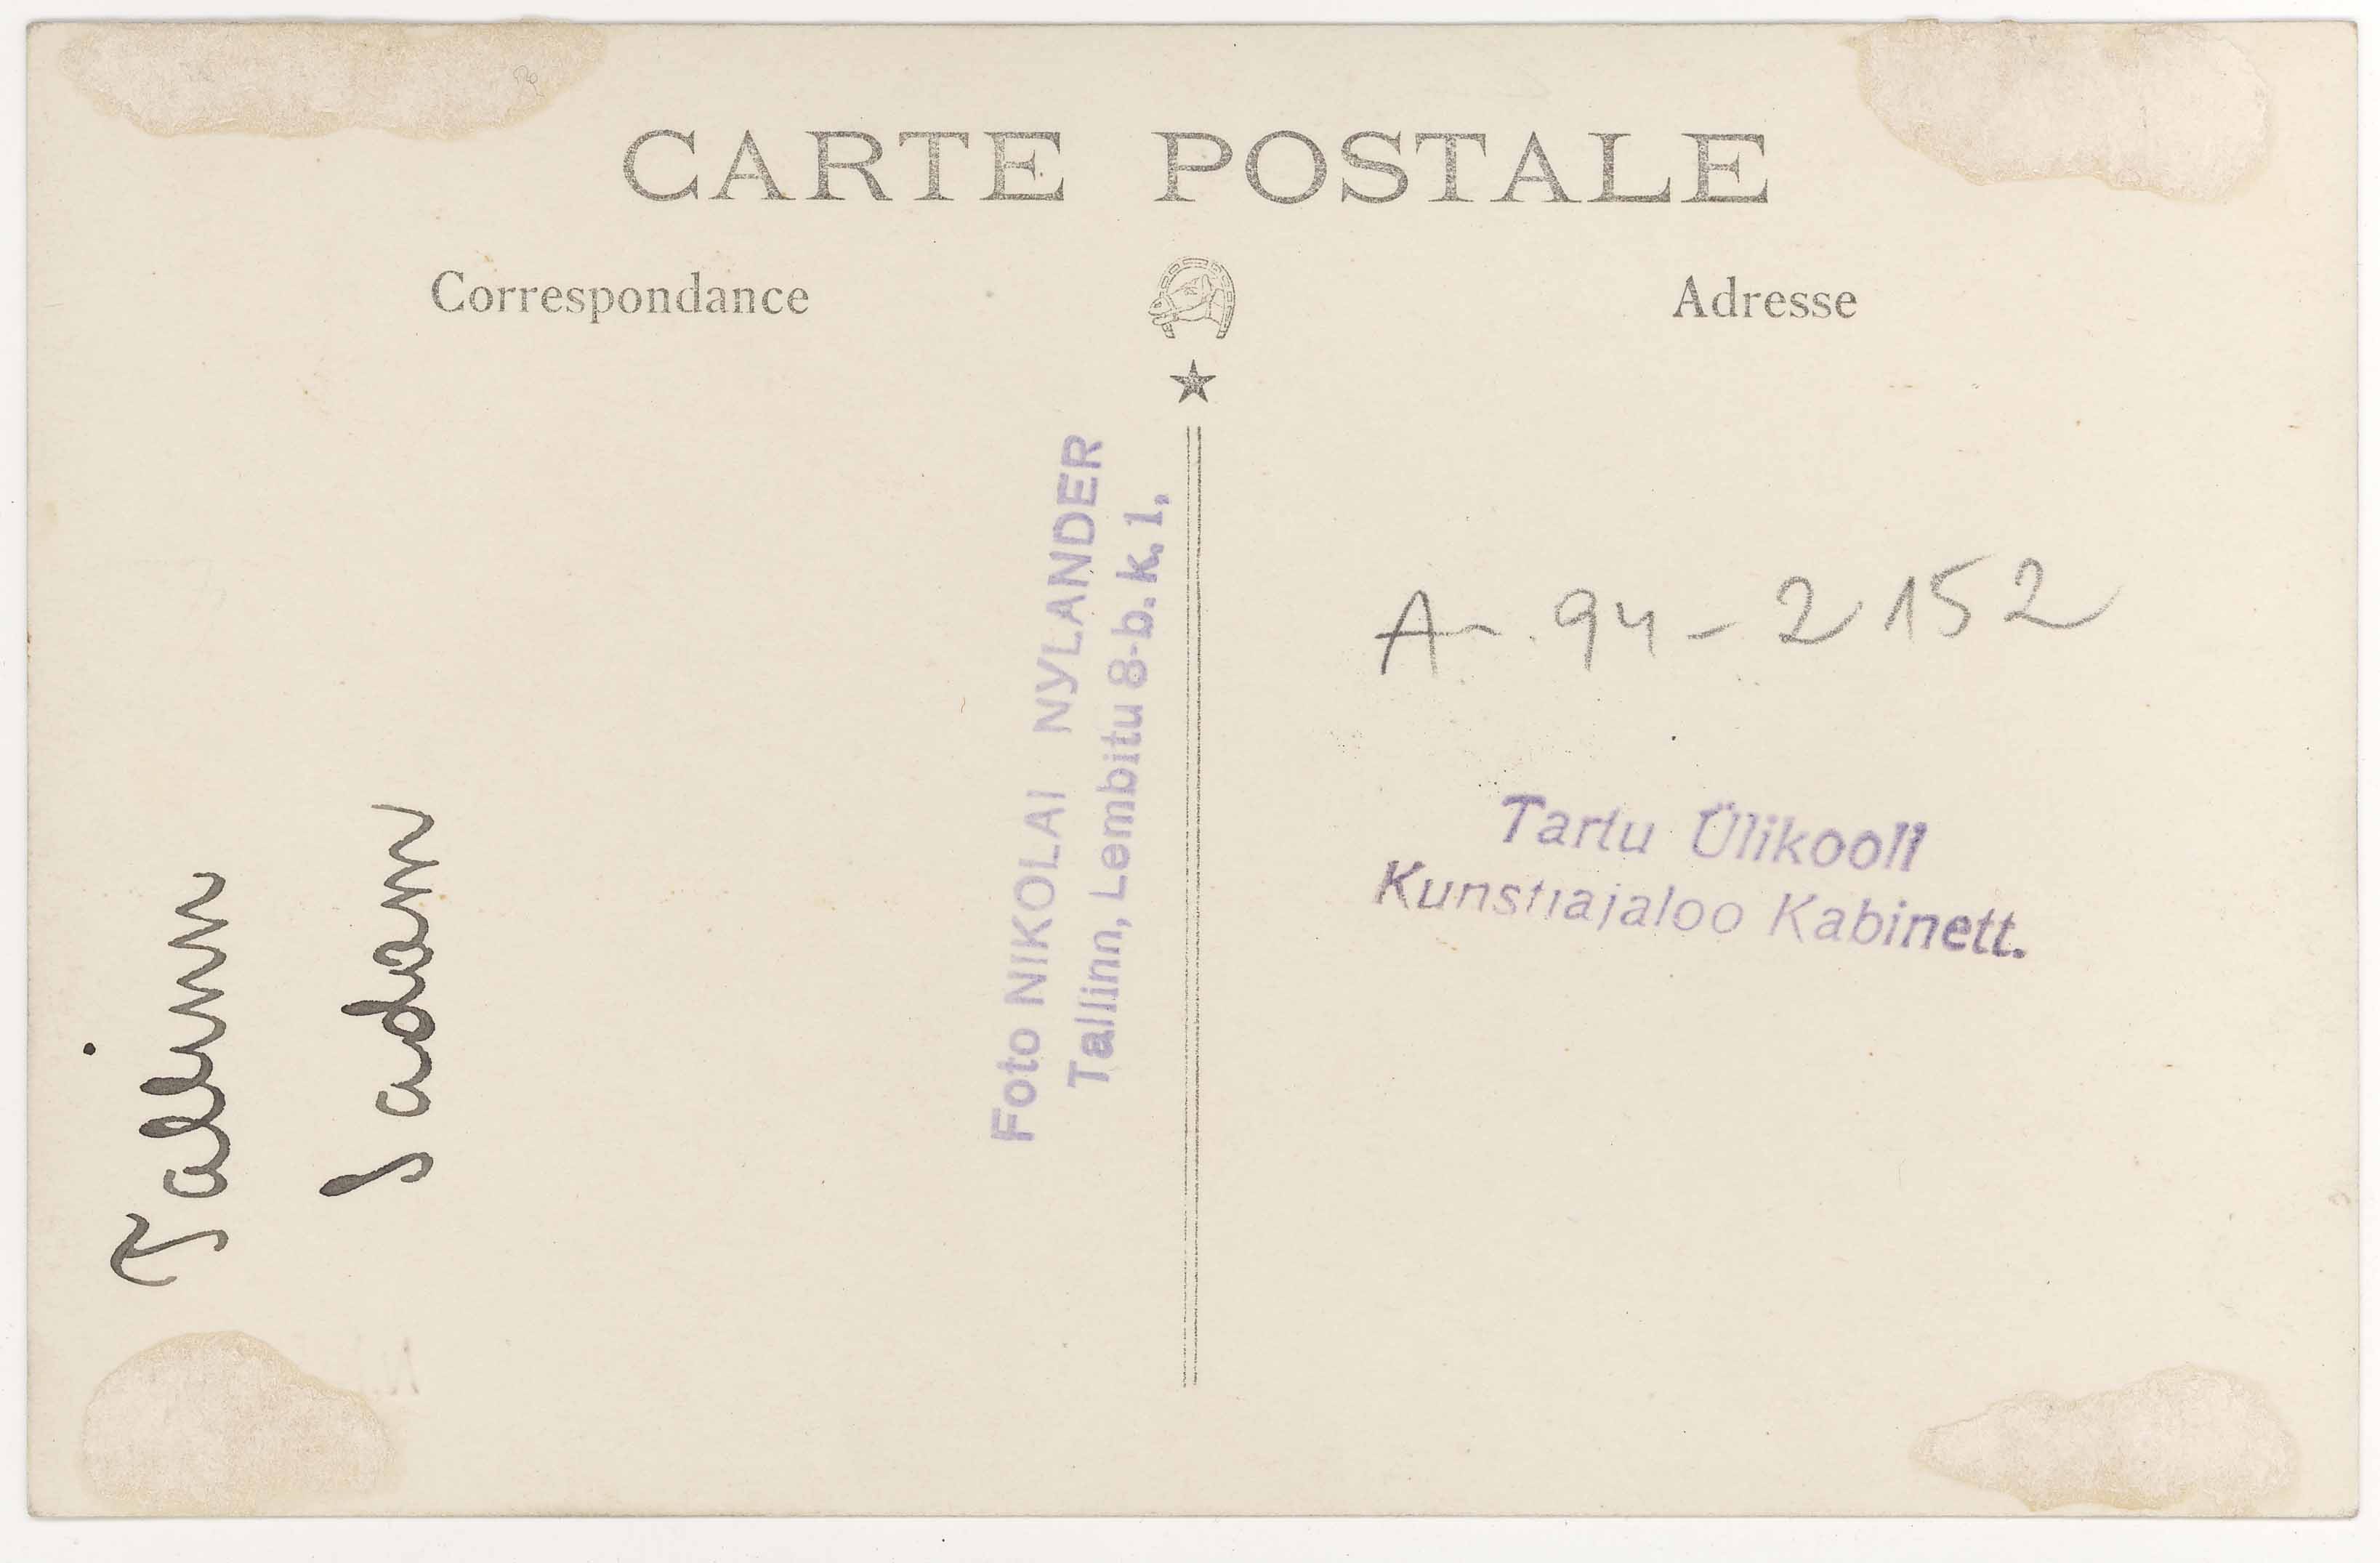 CARTE POSTALE
Correspondance
Adresse
Tallinn
Sadam
Foto NIKOLAI NYLANDER
Tallinn, Lembitu 8-b. k. 1,
A-. 94-2152
Tartu Ülikooli
Kunstiajaloo Kabinett.